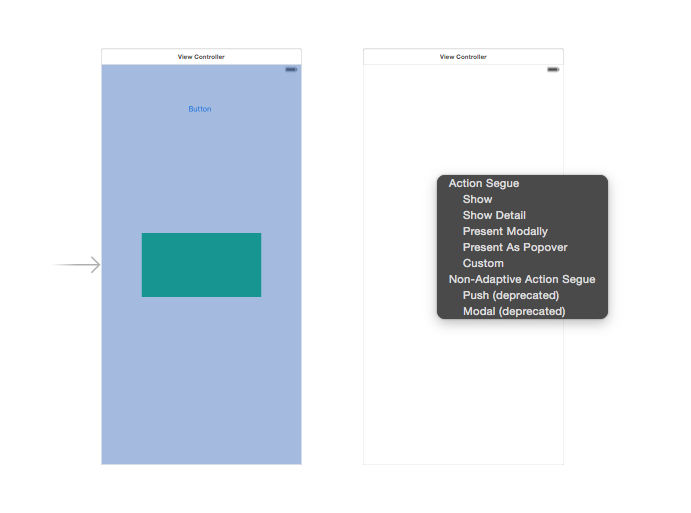 View Controller
View Controller
Button
Action Segue
Show
Show Detail
Present Modally
Present As Popover
Custom
Non-Adaptive Action Segue
Push (deprecated)
Modal (deprecated)